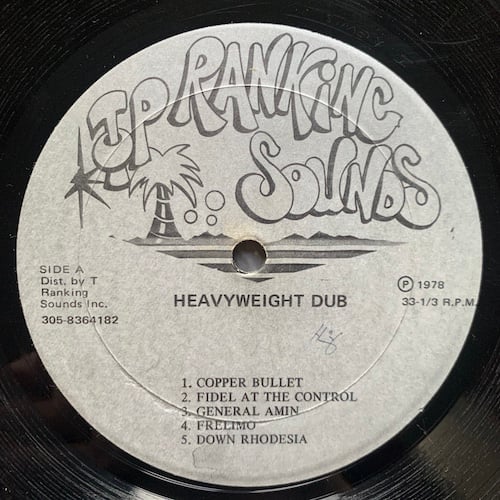 JP RANKING
SOUNDS
SIDE A
Dist. by T
Ranking
Sounds Inc.
305-8364182
HEAVYWEIGHT DUB
Ⓟ 1978
33-1/3 R.P.M.
1. COPPER BULLET
2. FIDEL AT THE CONTROL
3. GENERAL AMIN
4. FRELIMO
5. DOWN RHODESIA